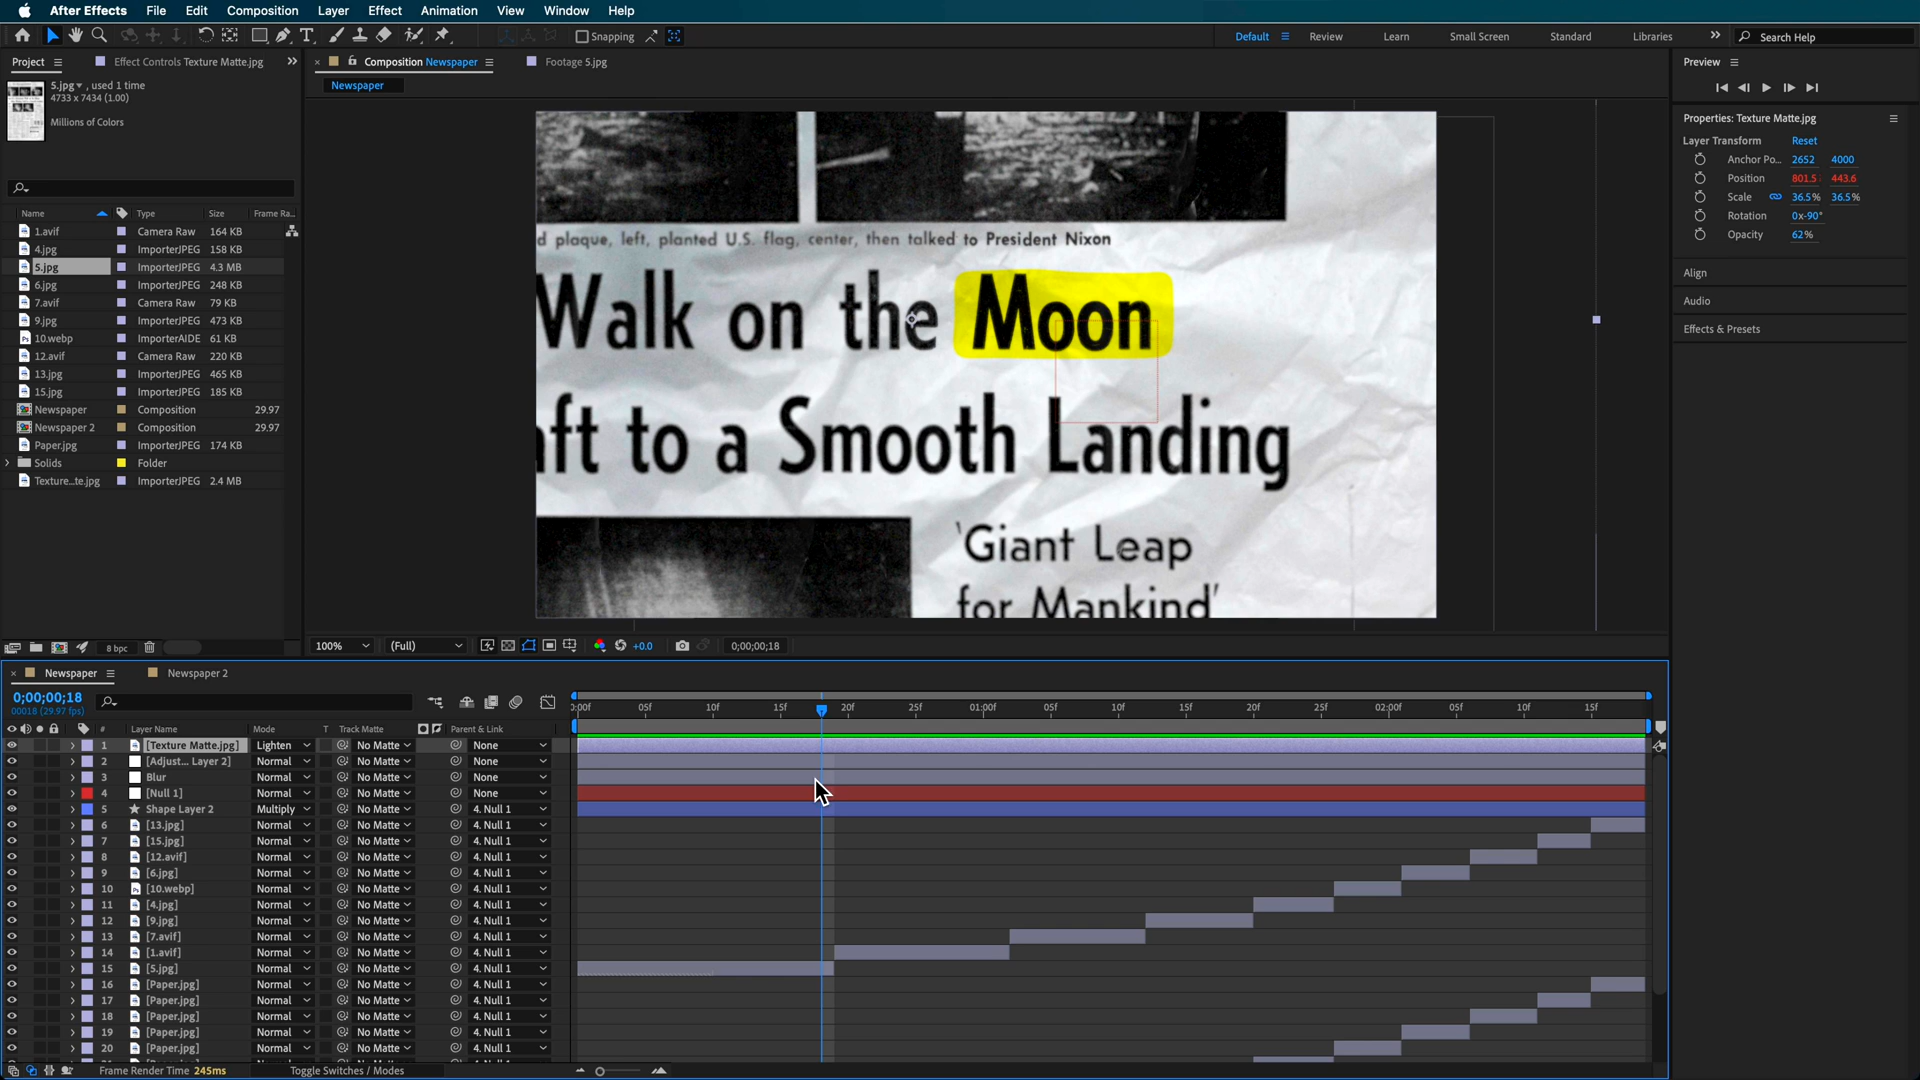 After Effects File Edit Composition Layer Effect Animation View Window Help
Snapping
Default Review Learn Small Screen Standard Libraries Search Help
Project Effect Controls Texture Matte.jpg
Composition Newspaper Footage 5.jpg
Newspaper
5.jpg , used 1 time
4733 x 7434 (1.00)
Millions of Colors
Name Type Size Frame Ra...
1.avif Camera Raw 164 KB
4.jpg ImporterJPEG 158 KB
5.jpg ImporterJPEG 4.3 MB
6.jpg ImporterJPEG 248 KB
7.avif Camera Raw 79 KB
9.jpg ImporterJPEG 473 KB
10.webp ImporterAIDE 61 KB
12.avif Camera Raw 220 KB
13.jpg ImporterJPEG 465 KB
15.jpg ImporterJPEG 185 KB
Newspaper Composition 29.97
Newspaper 2 Composition 29.97
Paper.jpg ImporterJPEG 174 KB
Solids Folder
Texture...te.jpg ImporterJPEG 2.4 MB
8 bpc
d plaque, left, planted U.S. flag, center, then talked to President Nixon
Walk on the Moon
aft to a Smooth Landing
'Giant Leap
for Mankind'
100% (Full) +0.0 0;00;00;18
Preview
Properties: Texture Matte.jpg
Layer Transform Reset
Anchor Po... 2652 4000
Position 801.5 443.6
Scale 36.5% 36.5%
Rotation 0x-90°
Opacity 62%
Align
Audio
Effects & Presets
Newspaper Newspaper 2
0;00;00;18
00018 (29.97 fps)
0:00f 05f 10f 15f 20f 25f 01:00f 05f 10f 15f 20f 25f 02:00f 05f 10f 15f
# Layer Name Mode T Track Matte Parent & Link
1 [Texture Matte.jpg] Lighten No Matte None
2 [Adjust... Layer 2] Normal No Matte None
3 Blur Normal No Matte None
4 [Null 1] Normal No Matte None
5 Shape Layer 2 Multiply No Matte 4. Null 1
6 [13.jpg] Normal No Matte 4. Null 1
7 [15.jpg] Normal No Matte 4. Null 1
8 [12.avif] Normal No Matte 4. Null 1
9 [6.jpg] Normal No Matte 4. Null 1
10 [10.webp] Normal No Matte 4. Null 1
11 [4.jpg] Normal No Matte 4. Null 1
12 [9.jpg] Normal No Matte 4. Null 1
13 [7.avif] Normal No Matte 4. Null 1
14 [1.avif] Normal No Matte 4. Null 1
15 [5.jpg] Normal No Matte 4. Null 1
16 [Paper.jpg] Normal No Matte 4. Null 1
17 [Paper.jpg] Normal No Matte 4. Null 1
18 [Paper.jpg] Normal No Matte 4. Null 1
19 [Paper.jpg] Normal No Matte 4. Null 1
20 [Paper.jpg] Normal No Matte 4. Null 1
Frame Render Time 245ms Toggle Switches / Modes